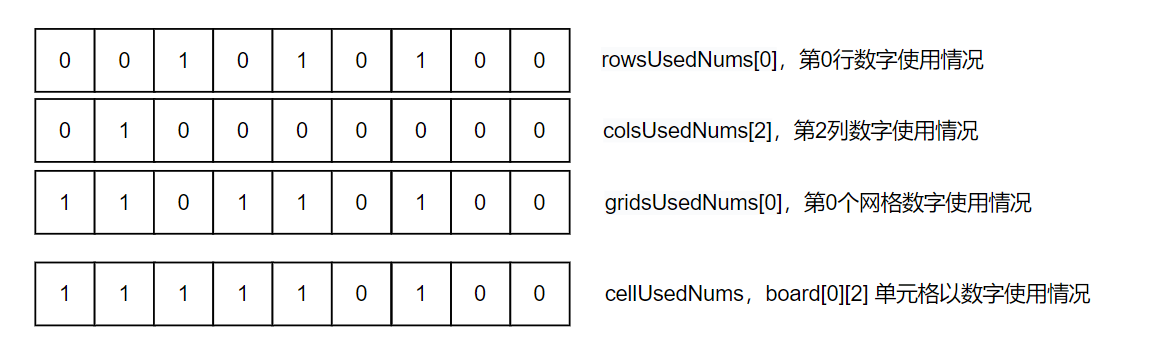 0 0 1 0 1 0 1 0 0 rowsUsedNums[0],第0行数字使用情况
0 1 0 0 0 0 0 0 0 colsUsedNums[2],第2列数字使用情况
1 1 0 1 1 0 1 0 0 gridsUsedNums[0],第0个网格数字使用情况
1 1 1 1 1 0 1 0 0 cellUsedNums,board[0][2] 单元格以数字使用情况